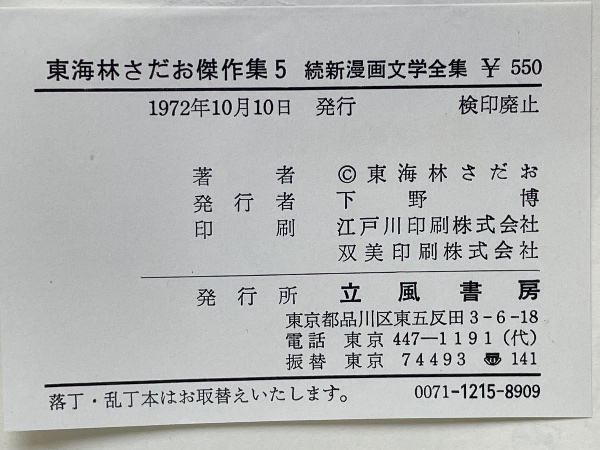 東海林さだお傑作集5 続新漫画文学全集 ¥ 550
1972年10月10日 発行 検印廃止
著者 ©東海林さだお
発行者 下野博
印刷 江戸川印刷株式会社
双美印刷株式会社
発行所 立風書房
東京都品川区東五反田3-6-18
電話 東京 447―1191(代)
振替 東京 74493 〠 141
落丁・乱丁本はお取替えいたします。 0071-1215-8909